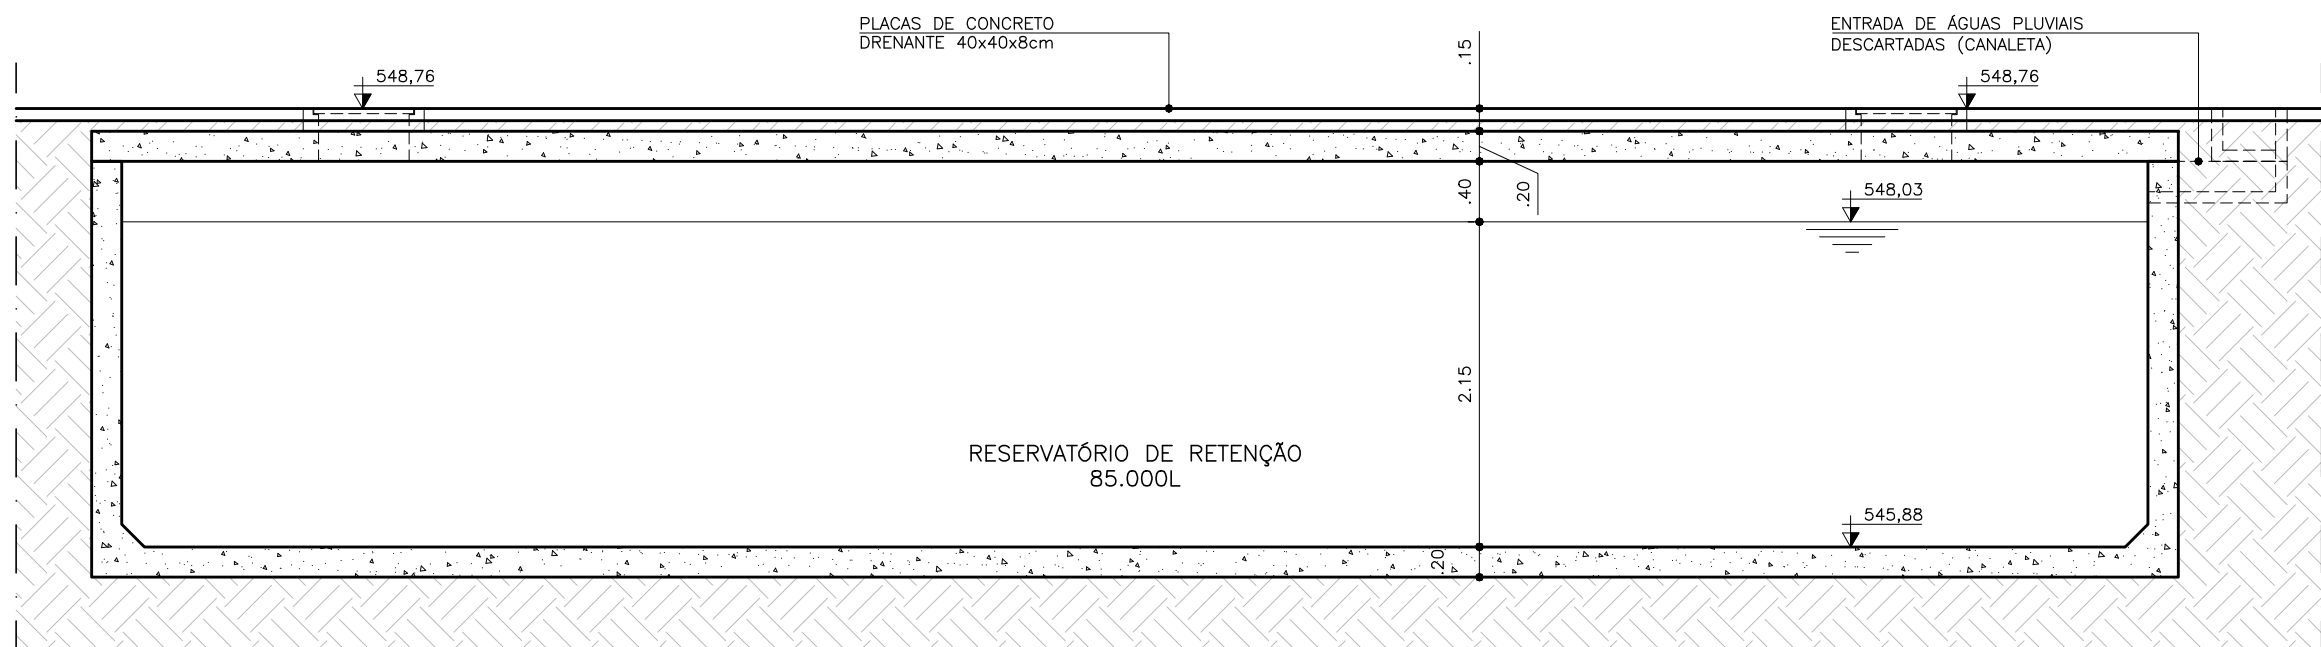 PLACAS DE CONCRETO
DRENANTE 40x40x8cm
.15
ENTRADA DE ÁGUAS PLUVIAIS
DESCARTADAS (CANALETA)
548,76
548,76
.40
.20
548,03
2.15
RESERVATÓRIO DE RETENÇÃO
85.000L
545,88
.20